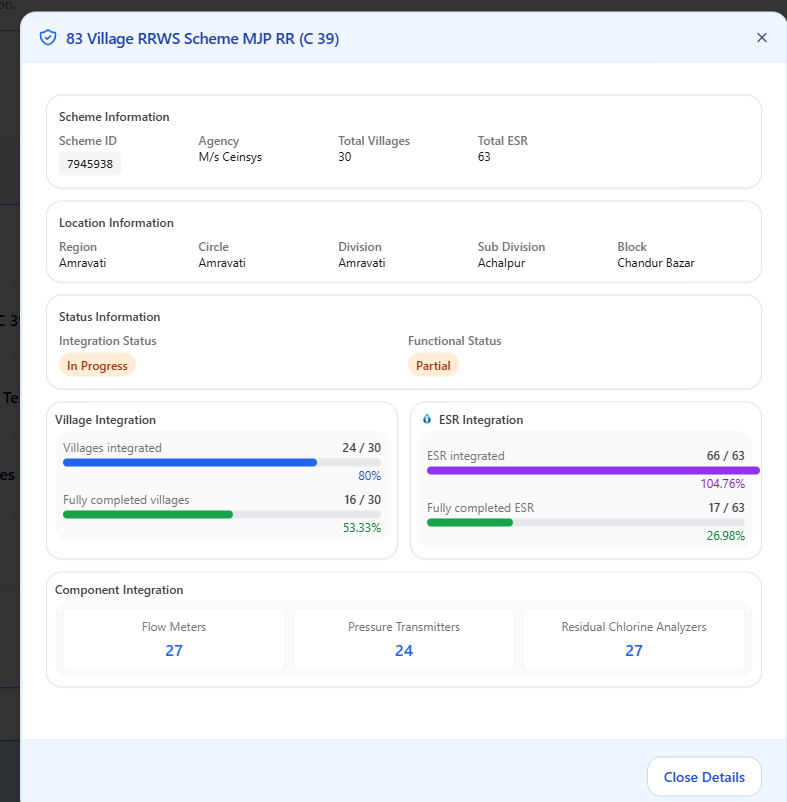 on.
83 Village RRWS Scheme MJP RR (C 39)
Scheme Information
Scheme ID Agency Total Villages Total ESR
7945938 M/s Ceinsys 30 63
Location Information
Region Circle Division Sub Division Block
Amravati Amravati Amravati Achalpur Chandur Bazar
C 39
Status Information
Integration Status Functional Status
In Progress Partial
Te
Village Integration ESR Integration
Villages integrated 24 / 30
80%
Fully completed villages 16 / 30
53.33%
ESR integrated 66 / 63
104.76%
Fully completed ESR 17 / 63
26.98%
es
Component Integration
Flow Meters Pressure Transmitters Residual Chlorine Analyzers
27 24 27
Close Details